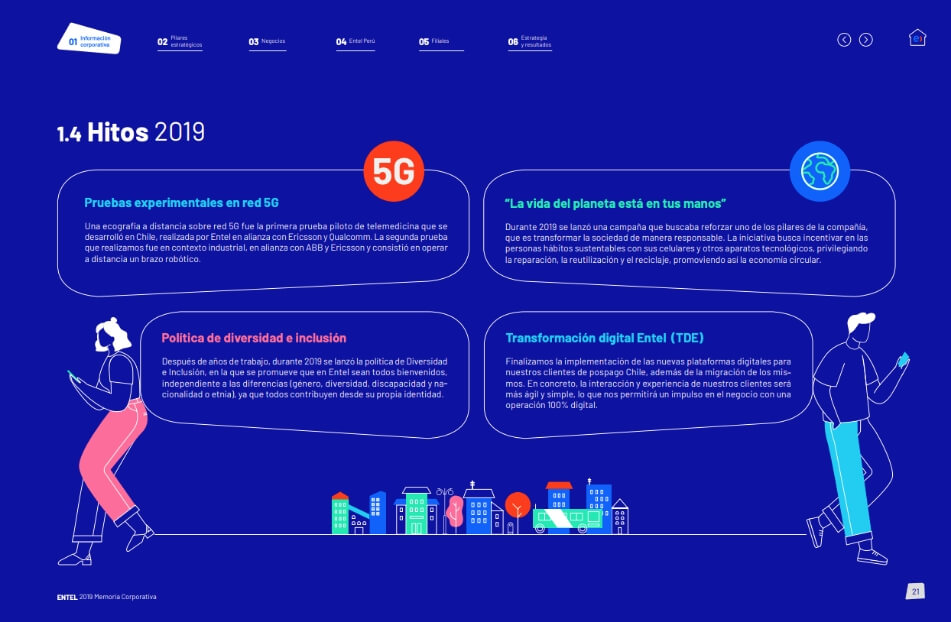 01 Información
corporativa
02 Pilares
estratégicos
03 Negocios
04 Entel Perú
05 Filiales
06 Estrategia
y resultados
e)
1.4 Hitos 2019
5G
Pruebas experimentales en red 5G
Una ecografía a distancia sobre red 5G fue la primera prueba piloto de telemedicina que se
desarrolló en Chile, realizada por Entel en alianza con Ericsson y Qualcomm. La segunda prueba
que realizamos fue en contexto industrial, en alianza con ABB y Ericsson y consistió en operar
a distancia un brazo robótico.
“La vida del planeta está en tus manos”
Durante 2019 se lanzó una campaña que buscaba reforzar uno de los pilares de la compañía,
que es transformar la sociedad de manera responsable. La iniciativa busca incentivar en las
personas hábitos sustentables con sus celulares y otros aparatos tecnológicos, privilegiando
la reparación, la reutilización y el reciclaje, promoviendo así la economía circular.
Política de diversidad e inclusión
Después de años de trabajo, durante 2019 se lanzó la política de Diversidad
e Inclusión, en la que se promueve que en Entel sean todos bienvenidos,
independiente a las diferencias (género, diversidad, discapacidad y na-
cionalidad o etnia), ya que todos contribuyen desde su propia identidad.
Transformación digital Entel (TDE)
Finalizamos la implementación de las nuevas plataformas digitales para
nuestros clientes de pospago Chile, además de la migración de los mis-
mos. En concreto, la interacción y experiencia de nuestros clientes será
más ágil y simple, lo que nos permitirá un impulso en el negocio con una
operación 100% digital.
ENTEL 2019 Memoria Corporativa
21